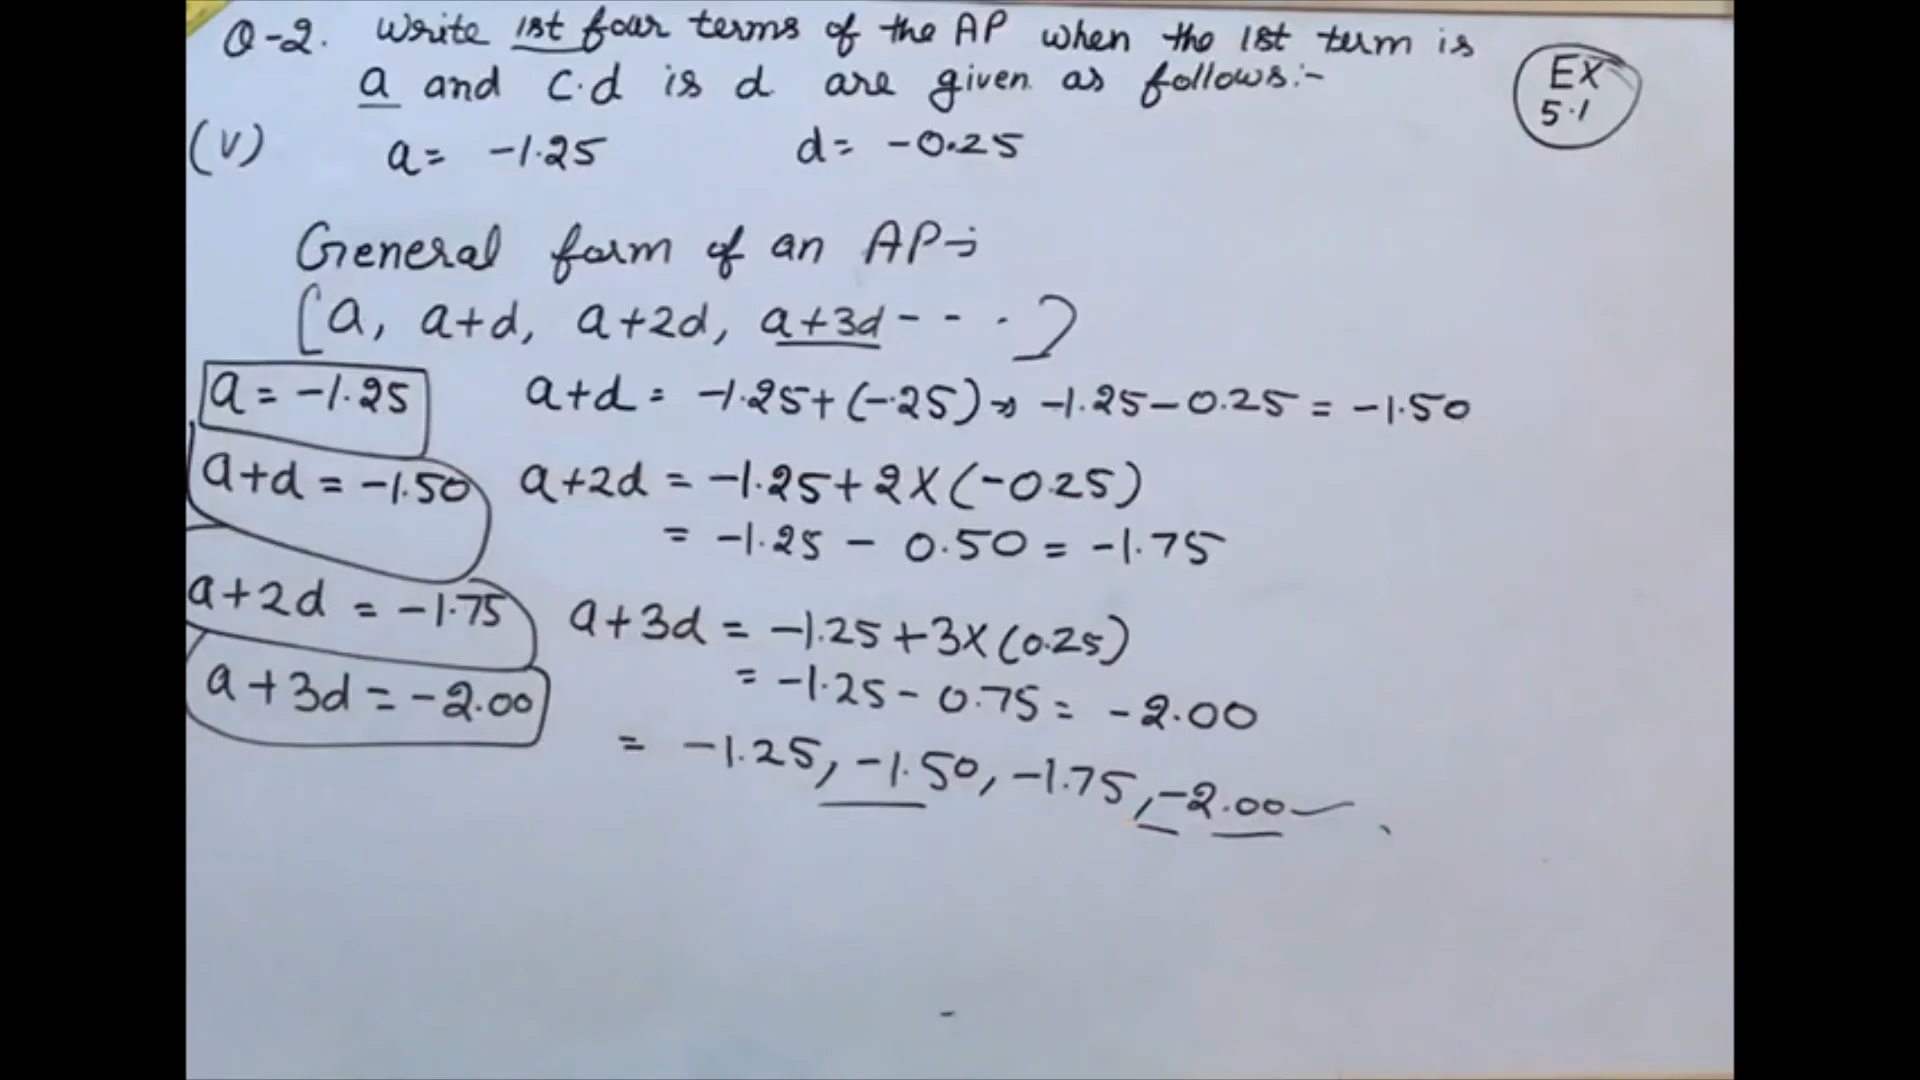 Q-2. Write 1st four terms of the AP when the 1st term is
a and C.d is d are given as follows:-
EX
5.1
(V) a = -1.25 d = -0.25
General form of an AP:-
[a, a+d, a+2d, a+3d - - - -]
a = -1.25 a+d = -1.25+(-.25) ⇒ -1.25-0.25 = -1.50
a+d = -1.50 a+2d = -1.25+2X(-0.25)
= -1.25 - 0.50 = -1.75
a+2d = -1.75 a+3d = -1.25+3X(0.25)
a+3d = -2.00 = -1.25-0.75 = -2.00
= -1.25, -1.50, -1.75, -2.00